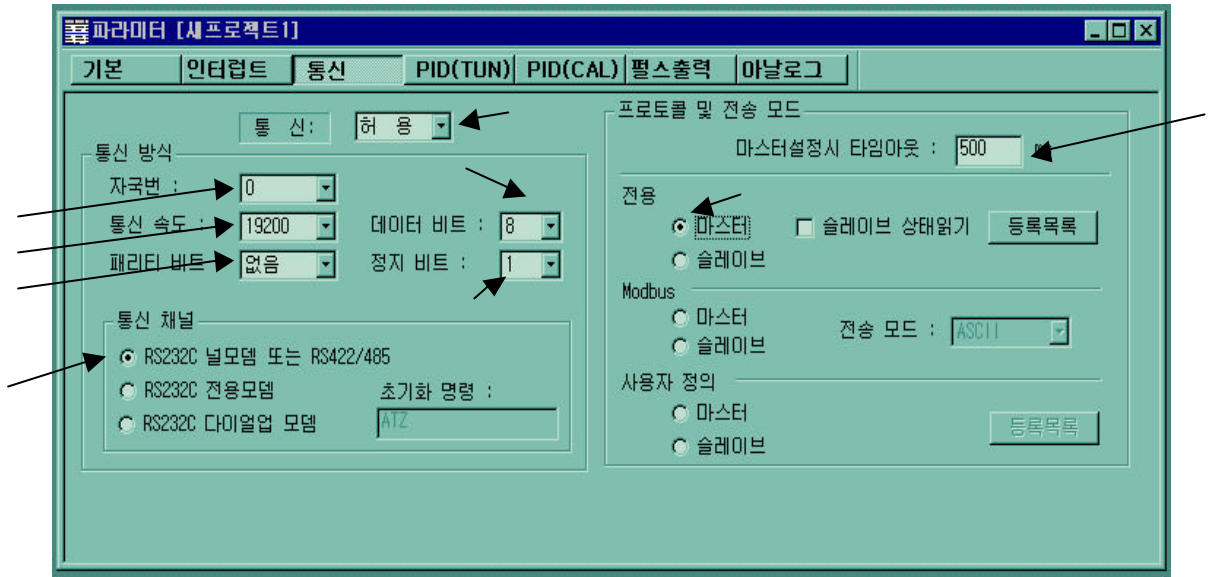 파라미터 [새프로젝트1]
기본 인터럽트 통신 PID(TUN) PID(CAL) 펄스출력 아날로그
통 신: 허 용
통신 방식
자국번 : 0
통신 속도 : 19200 데이터 비트 : 8
패리티 비트 없음 정지 비트 : 1
통신 채널
RS232C 널모뎀 또는 RS422/485
RS232C 전용모뎀 초기화 명령 :
RS232C 다이얼업 모뎀 ATZ
프로토콜 및 전송 모드
마스터설정시 타임아웃 : 500
전용
마스터 슬레이브 상태읽기 등록목록
슬레이브
Modbus
마스터 전송 모드 : ASCII
슬레이브
사용자 정의
마스터 등록목록
슬레이브